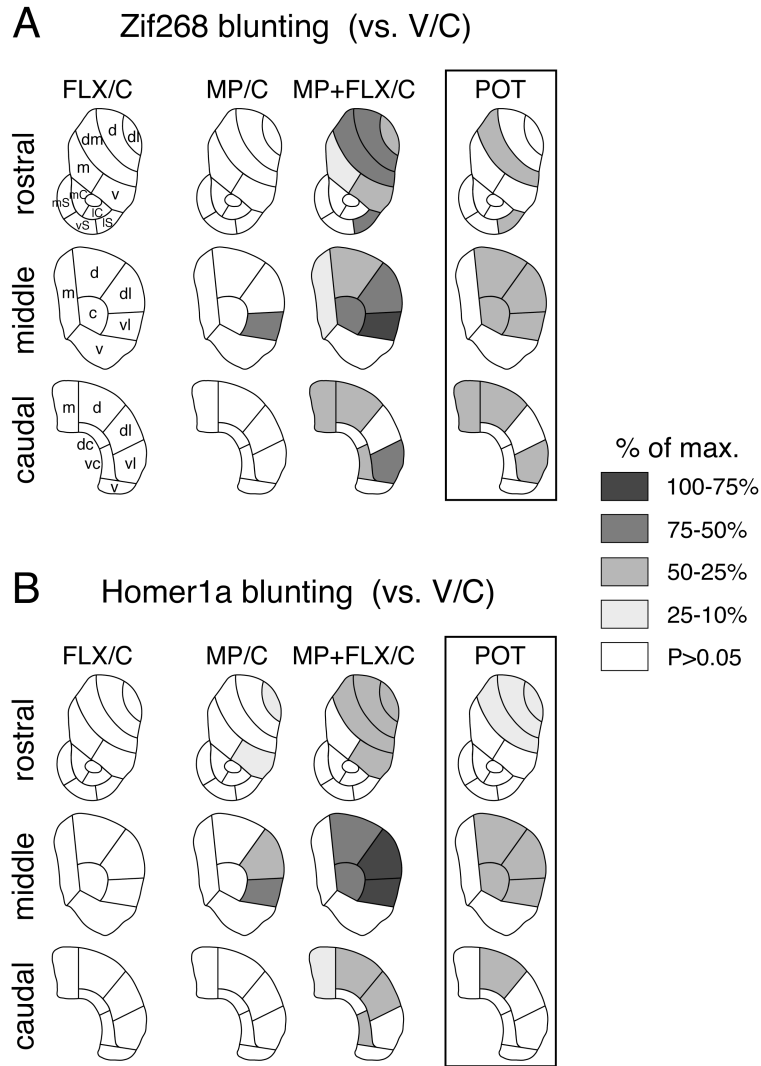 A Zif268 blunting (vs. V/C)
FLX/C MP/C MP+FLX/C POT
rostral
dm d dl
m
v
mS mC
lC
vS lS
middle
d
m dl
c
vl
v
caudal
m d
dl
dc
vc vl
v
% of max.
100-75%
75-50%
50-25%
25-10%
P>0.05
B Homer1a blunting (vs. V/C)
FLX/C MP/C MP+FLX/C POT
rostral
middle
caudal